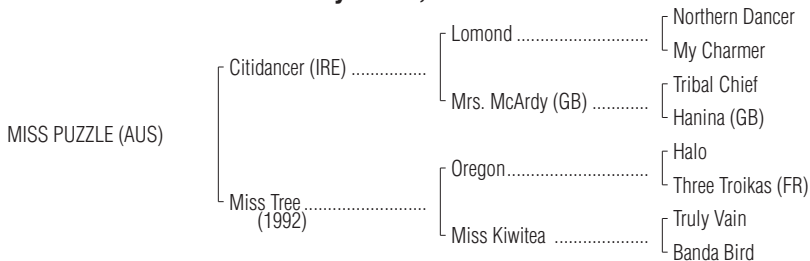 Northern Dancer
Lomond ............................
My Charmer
Citidancer (IRE) ................
Tribal Chief
Mrs. McArdy (GB) ............
Hanina (GB)
MISS PUZZLE (AUS)
Halo
Oregon..............................
Three Troikas (FR)
Miss Tree ..........................
(1992)
Truly Vain
Miss Kiwitea ....................
Banda Bird